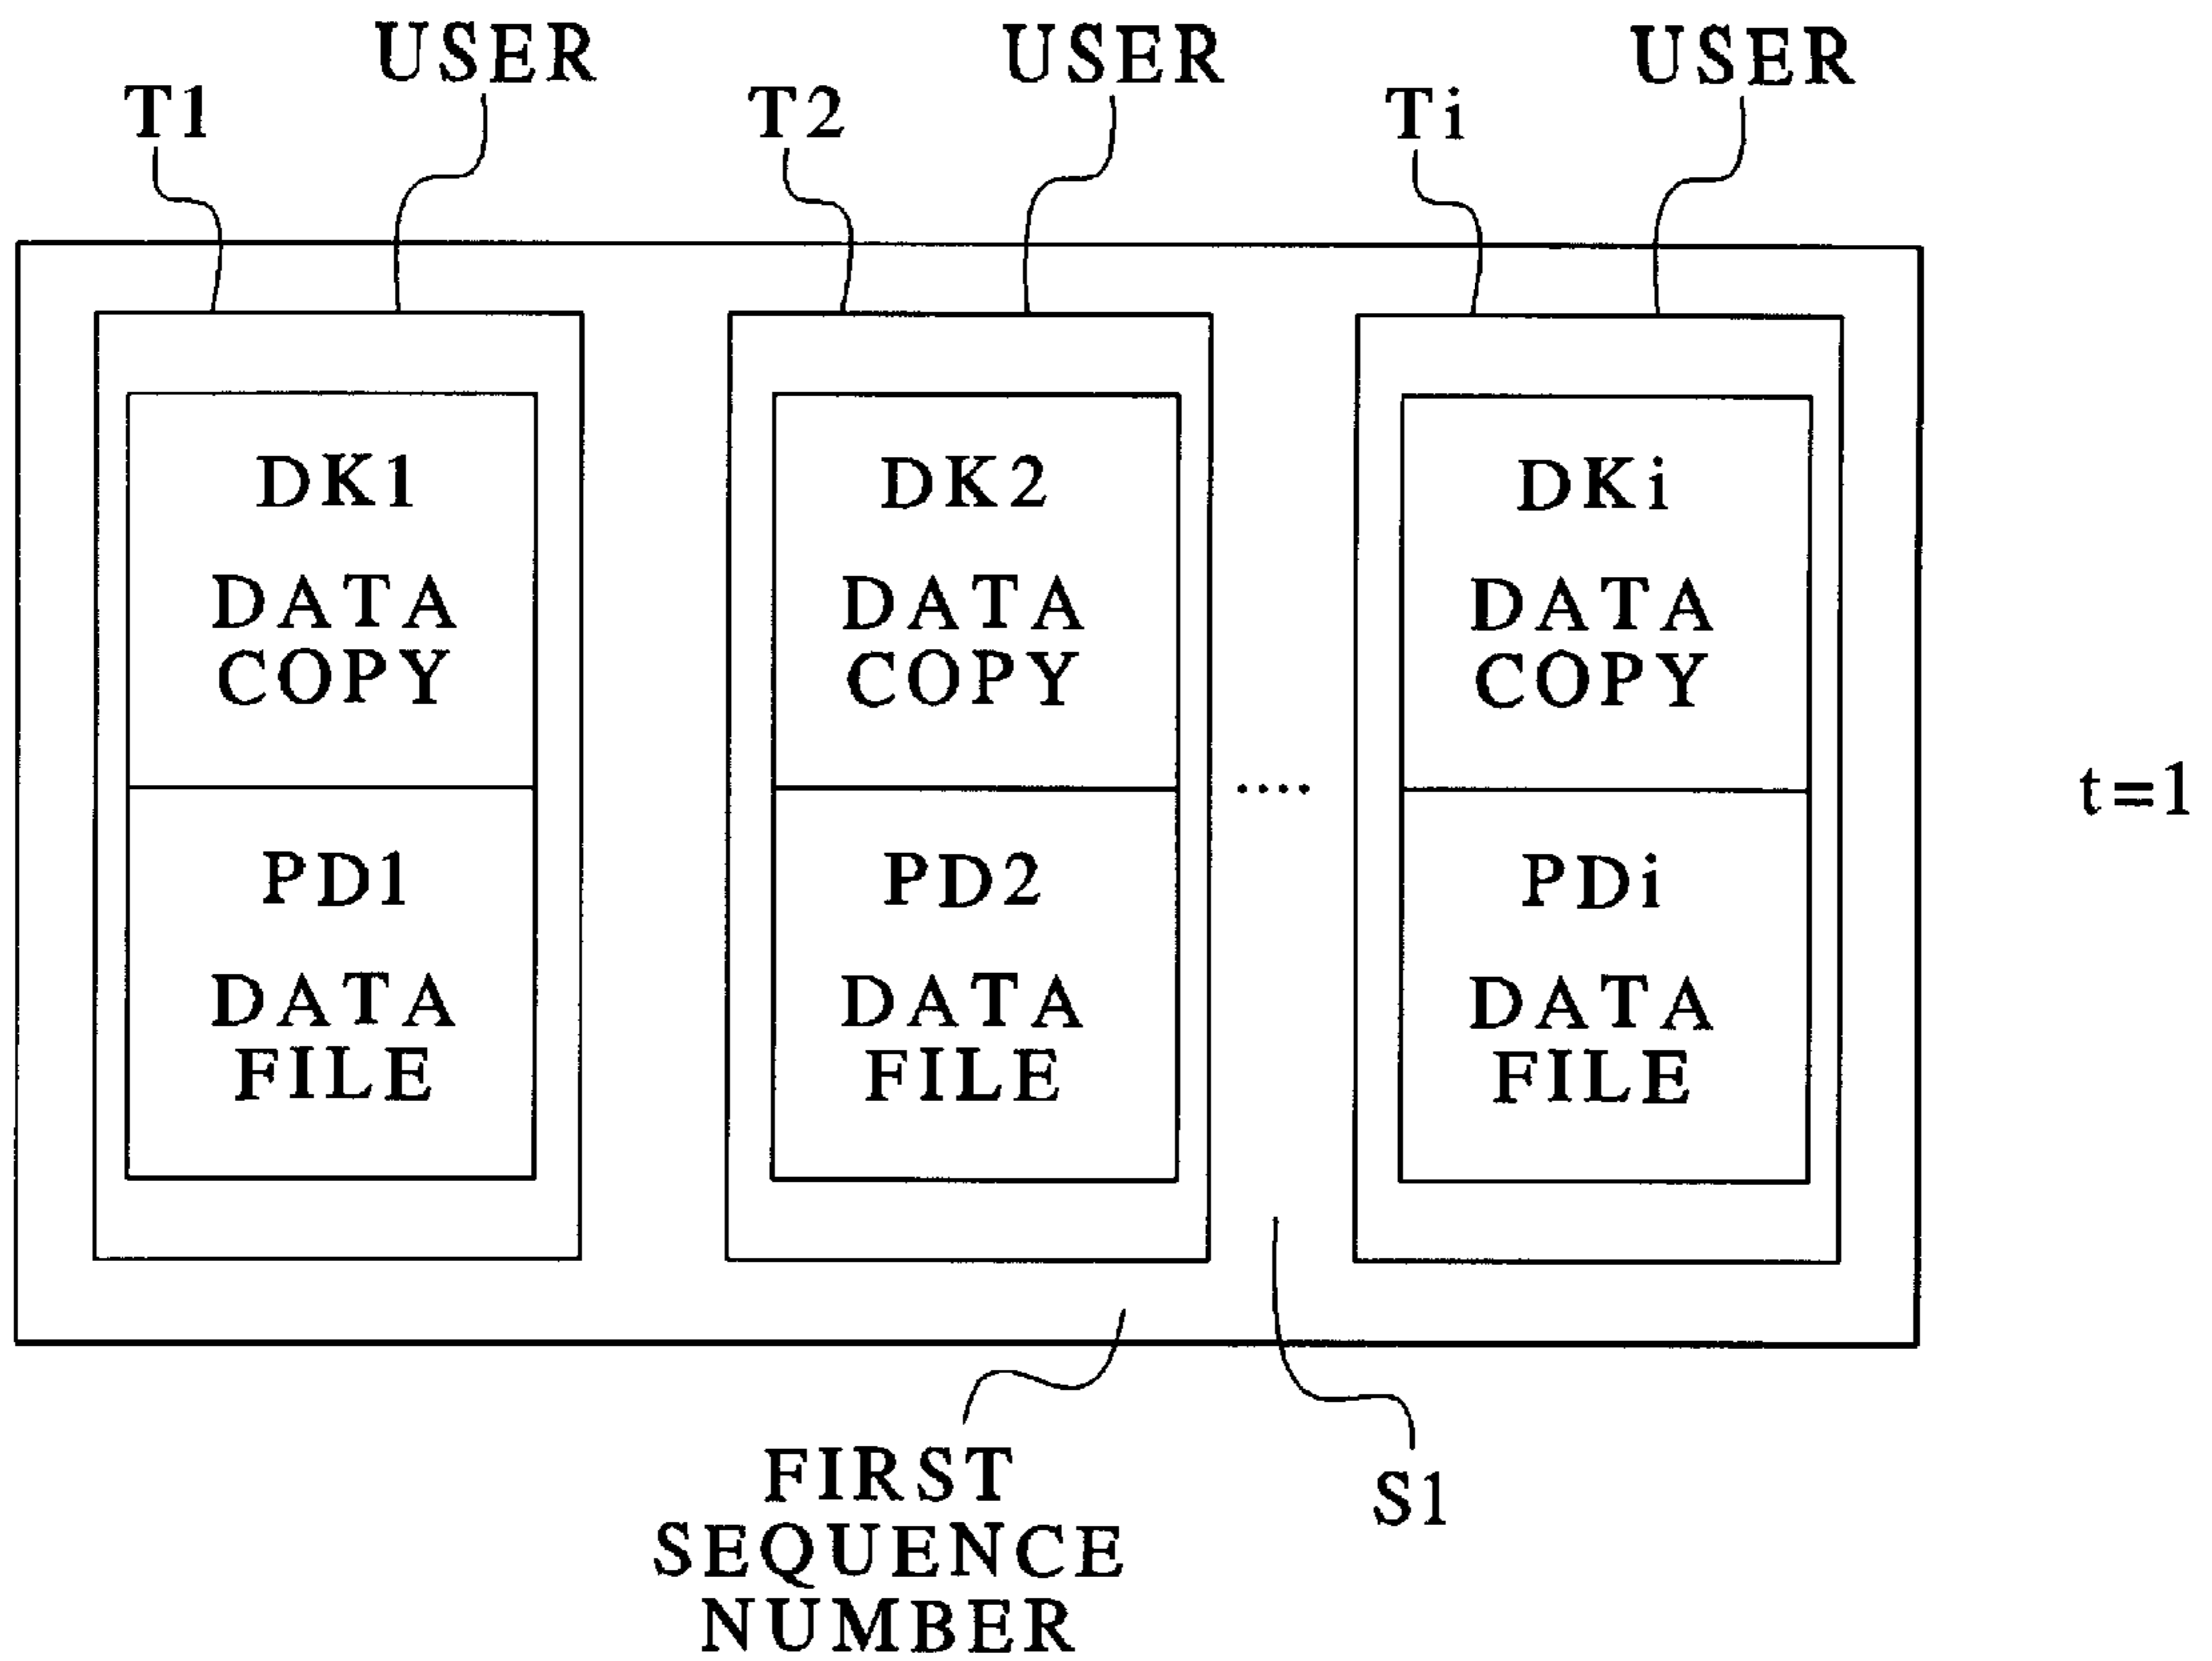 USER
USER
USER
T1
T2
Ti
DK1
DATA
COPY
DK2
DATA
COPY
DKi
DATA
COPY
....
t=1
PD1
DATA
FILE
PD2
DATA
FILE
PDi
DATA
FILE
FIRST
SEQUENCE
NUMBER
S1